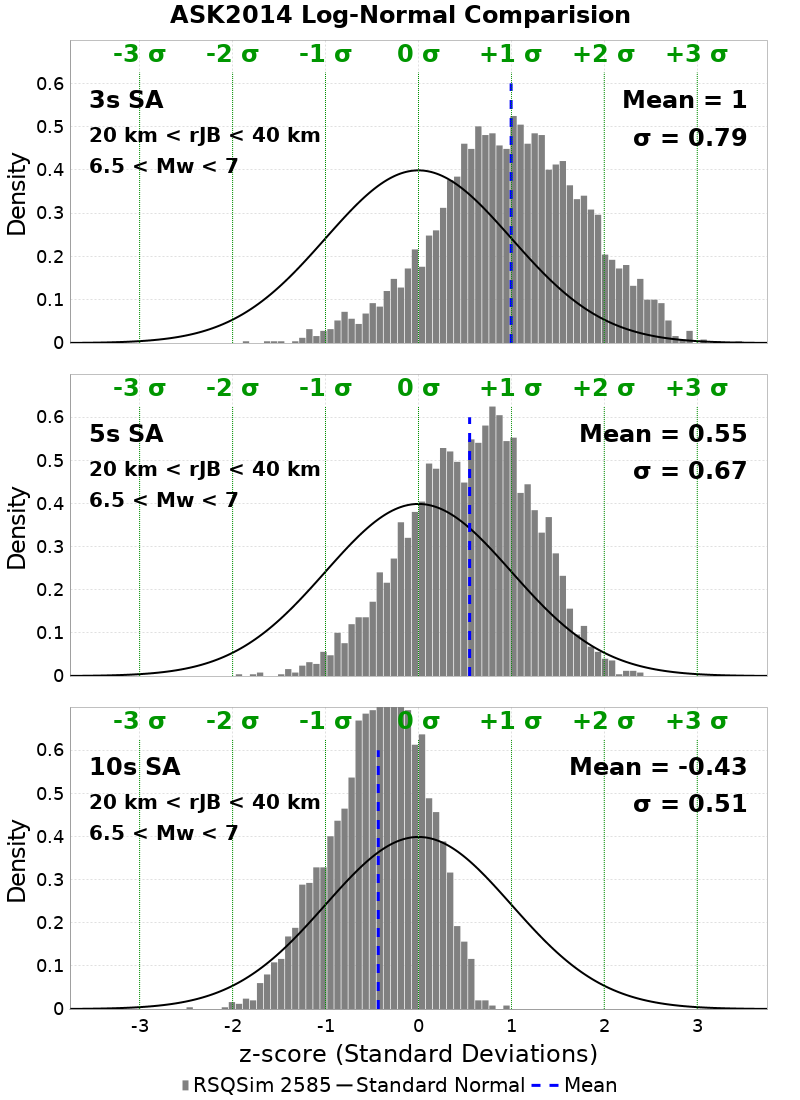 ASK2014 Log-Normal Comparision
-3 σ -2 σ -1 σ 0 σ +1 σ +2 σ +3 σ
0.6
3s SA Mean = 1
0.5
20 km < rJB < 40 km σ = 0.79
6.5 < Mw < 7
0.4
0.3
0.2
0.1
0
Density
-3 σ -2 σ -1 σ 0 σ +1 σ +2 σ +3 σ
0.6
5s SA Mean = 0.55
0.5
20 km < rJB < 40 km σ = 0.67
6.5 < Mw < 7
0.4
0.3
0.2
0.1
0
Density
-3 σ -2 σ -1 σ 0 σ +1 σ +2 σ +3 σ
0.6
10s SA Mean = -0.43
0.5
20 km < rJB < 40 km σ = 0.51
6.5 < Mw < 7
0.4
0.3
0.2
0.1
0
Density
-3 -2 -1 0 1 2 3
z-score (Standard Deviations)
RSQSim 2585 Standard Normal Mean